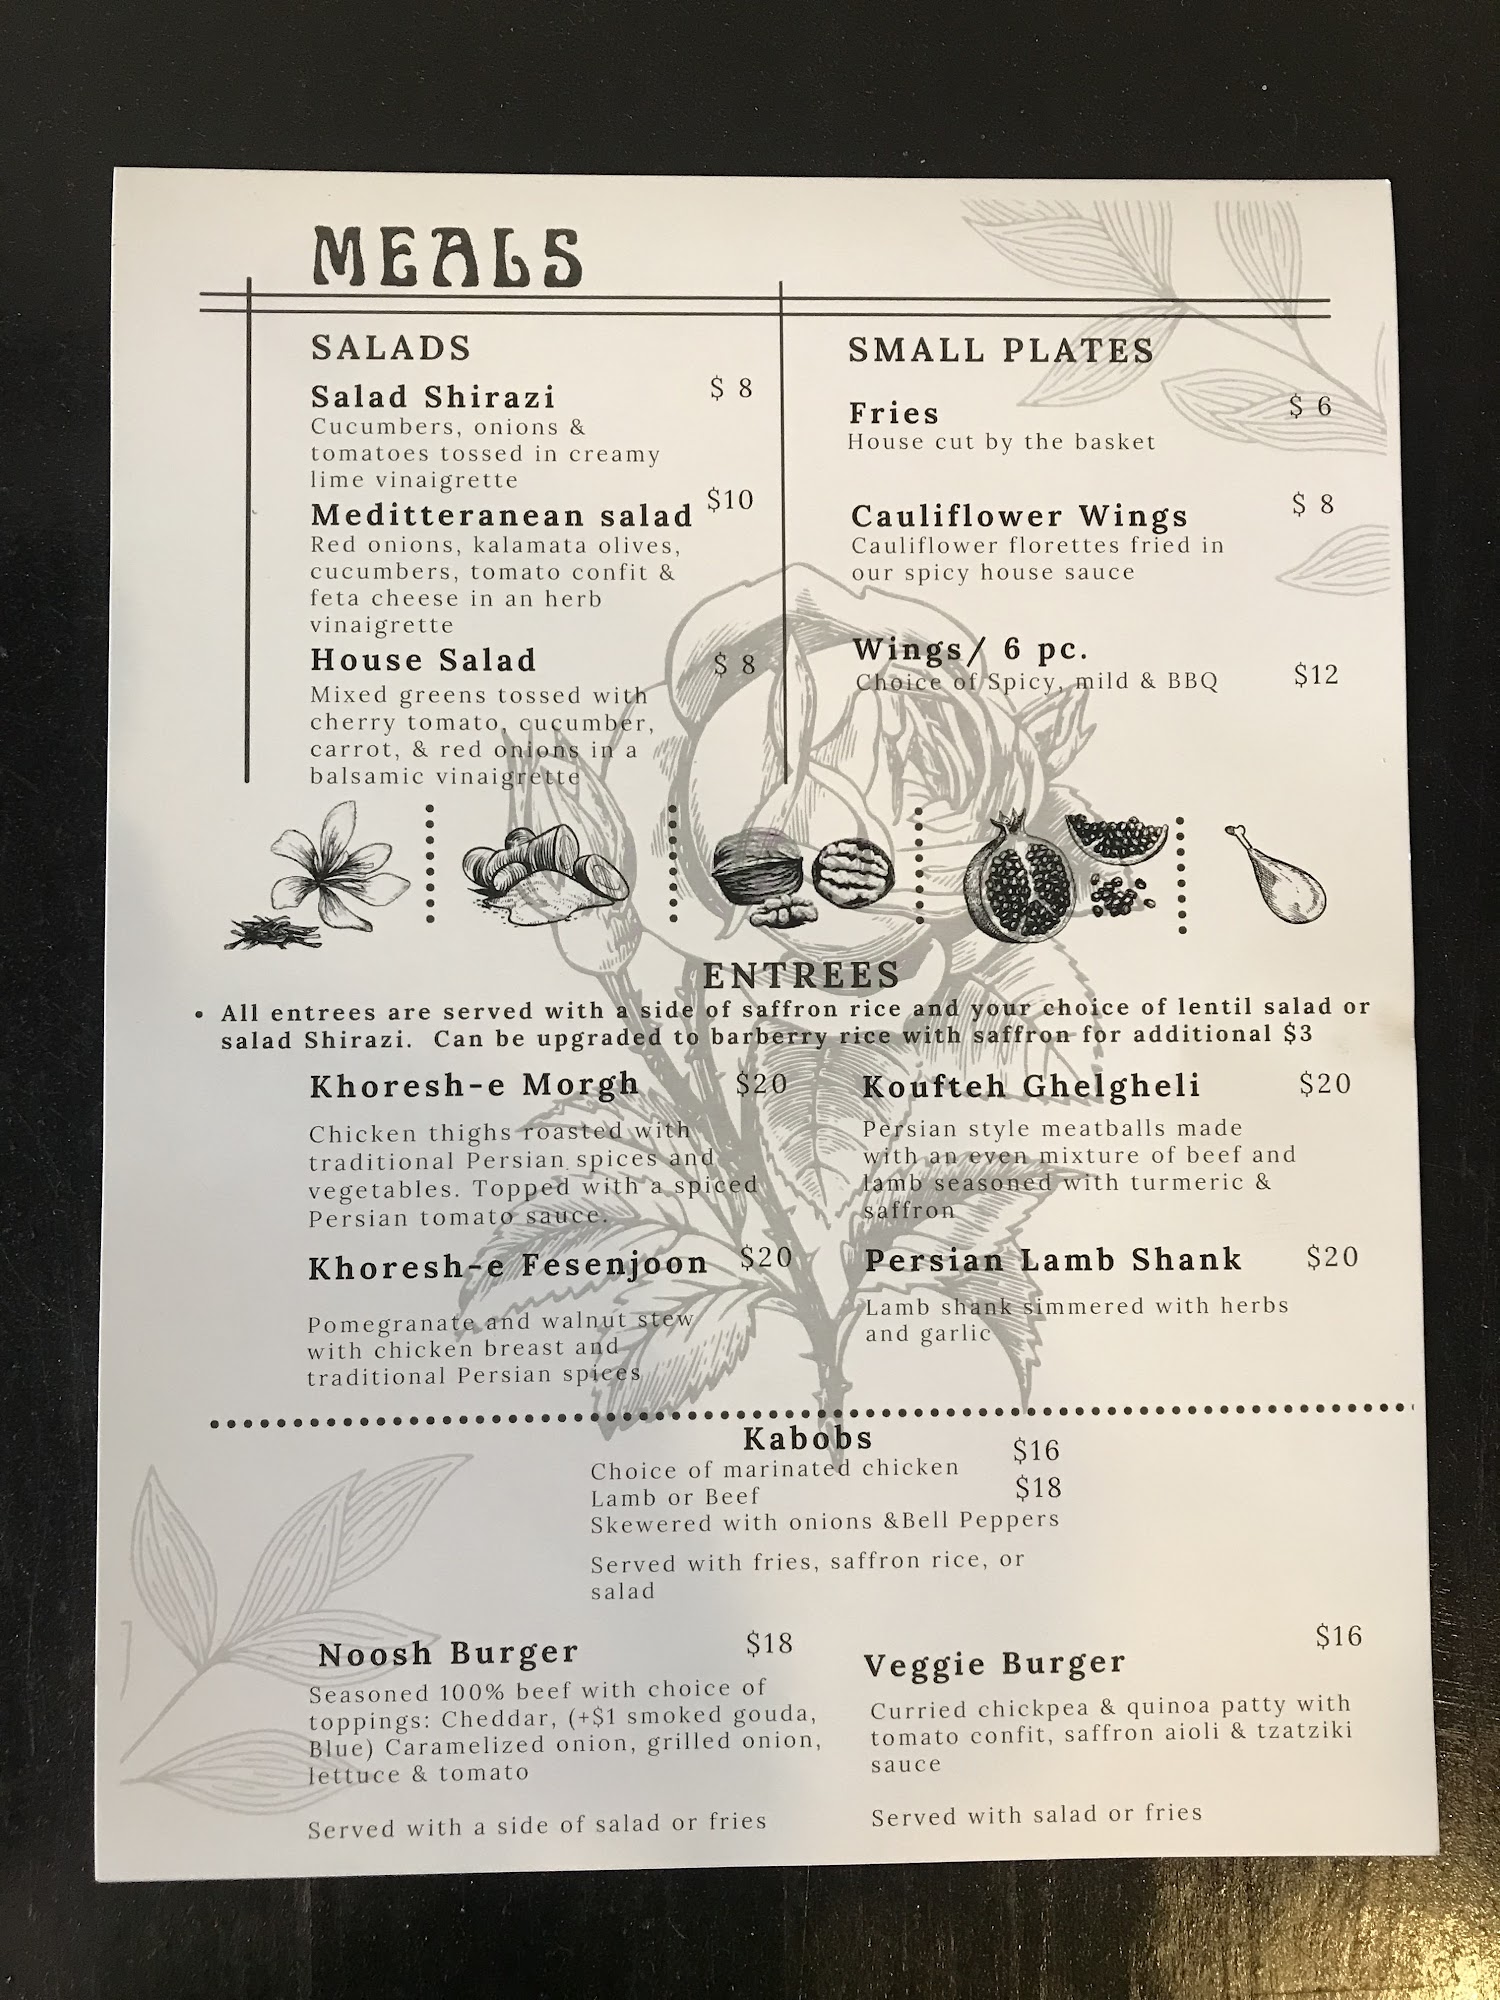 MEALS
SALADS
Salad Shirazi $ 8
Cucumbers, onions &
tomatoes tossed in creamy
lime vinaigrette
Meditteranean salad $10
Red onions, kalamata olives,
cucumbers, tomato confit &
feta cheese in an herb
vinaigrette
House Salad $ 8
Mixed greens tossed with
cherry tomato, cucumber,
carrot, & red onions in a
balsamic vinaigrette
SMALL PLATES
Fries $ 6
House cut by the basket
Cauliflower Wings $ 8
Cauliflower florettes fried in
our spicy house sauce
Wings/ 6 pc.
Choice of Spicy, mild & BBQ $12
ENTREES
• All entrees are served with a side of saffron rice and your choice of lentil salad or
salad Shirazi. Can be upgraded to barberry rice with saffron for additional $3
Khoresh-e Morgh $20
Chicken thighs roasted with
traditional Persian spices and
vegetables. Topped with a spiced
Persian tomato sauce.
Khoresh-e Fesenjoon $20
Pomegranate and walnut stew
with chicken breast and
traditional Persian spices
Koufteh Ghelgheli $20
Persian style meatballs made
with an even mixture of beef and
lamb seasoned with turmeric &
saffron
Persian Lamb Shank $20
Lamb shank simmered with herbs
and garlic
Kabobs
Choice of marinated chicken $16
Lamb or Beef $18
Skewered with onions &Bell Peppers
Served with fries, saffron rice, or
salad
Noosh Burger $18
Seasoned 100% beef with choice of
toppings: Cheddar, (+$1 smoked gouda,
Blue) Caramelized onion, grilled onion,
lettuce & tomato
Served with a side of salad or fries
Veggie Burger $16
Curried chickpea & quinoa patty with
tomato confit, saffron aioli & tzatziki
sauce
Served with salad or fries